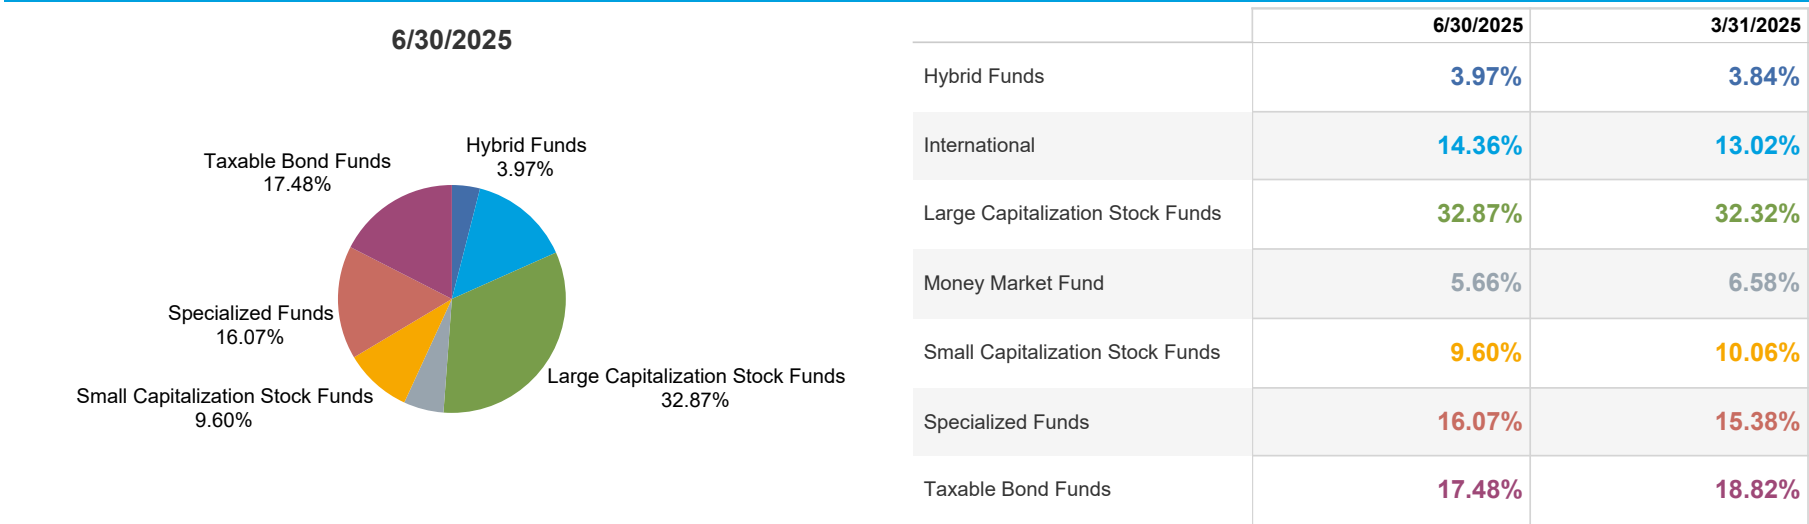 6/30/2025
Hybrid Funds
3.97%
Taxable Bond Funds
17.48%
Specialized Funds
16.07%
Large Capitalization Stock Funds
32.87%
Small Capitalization Stock Funds
9.60%
6/30/2025 3/31/2025
Hybrid Funds 3.97% 3.84%
International 14.36% 13.02%
Large Capitalization Stock Funds 32.87% 32.32%
Money Market Fund 5.66% 6.58%
Small Capitalization Stock Funds 9.60% 10.06%
Specialized Funds 16.07% 15.38%
Taxable Bond Funds 17.48% 18.82%